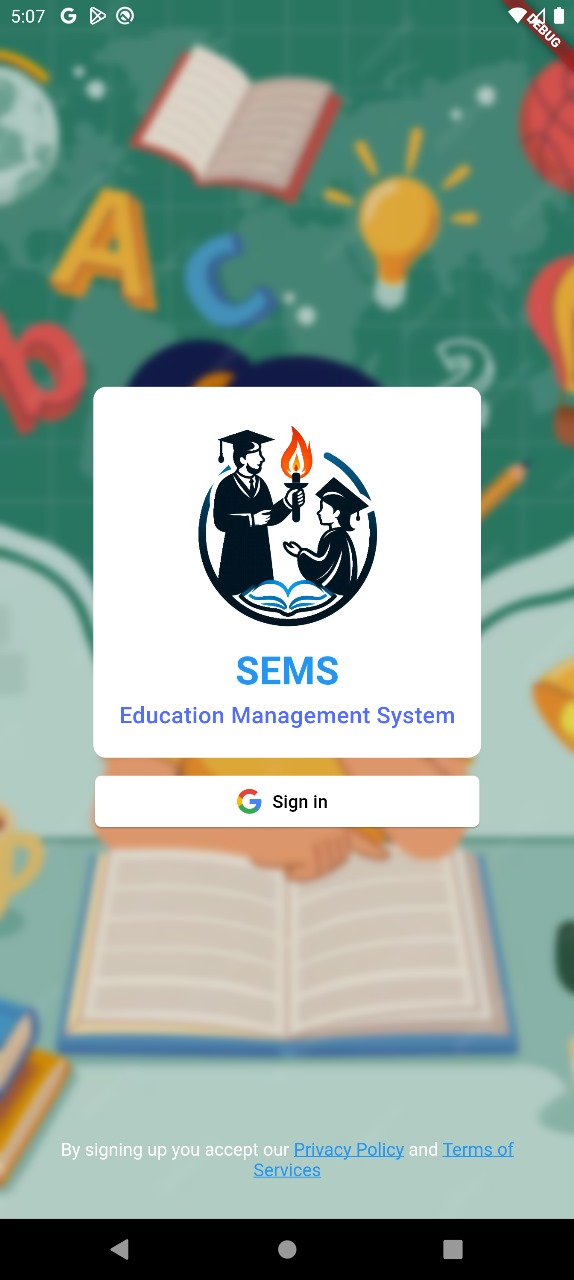 5:07
DEBUG
A
C
b
2
SEMS
Education Management System
Sign in
By signing up you accept our Privacy Policy and Terms of
Services